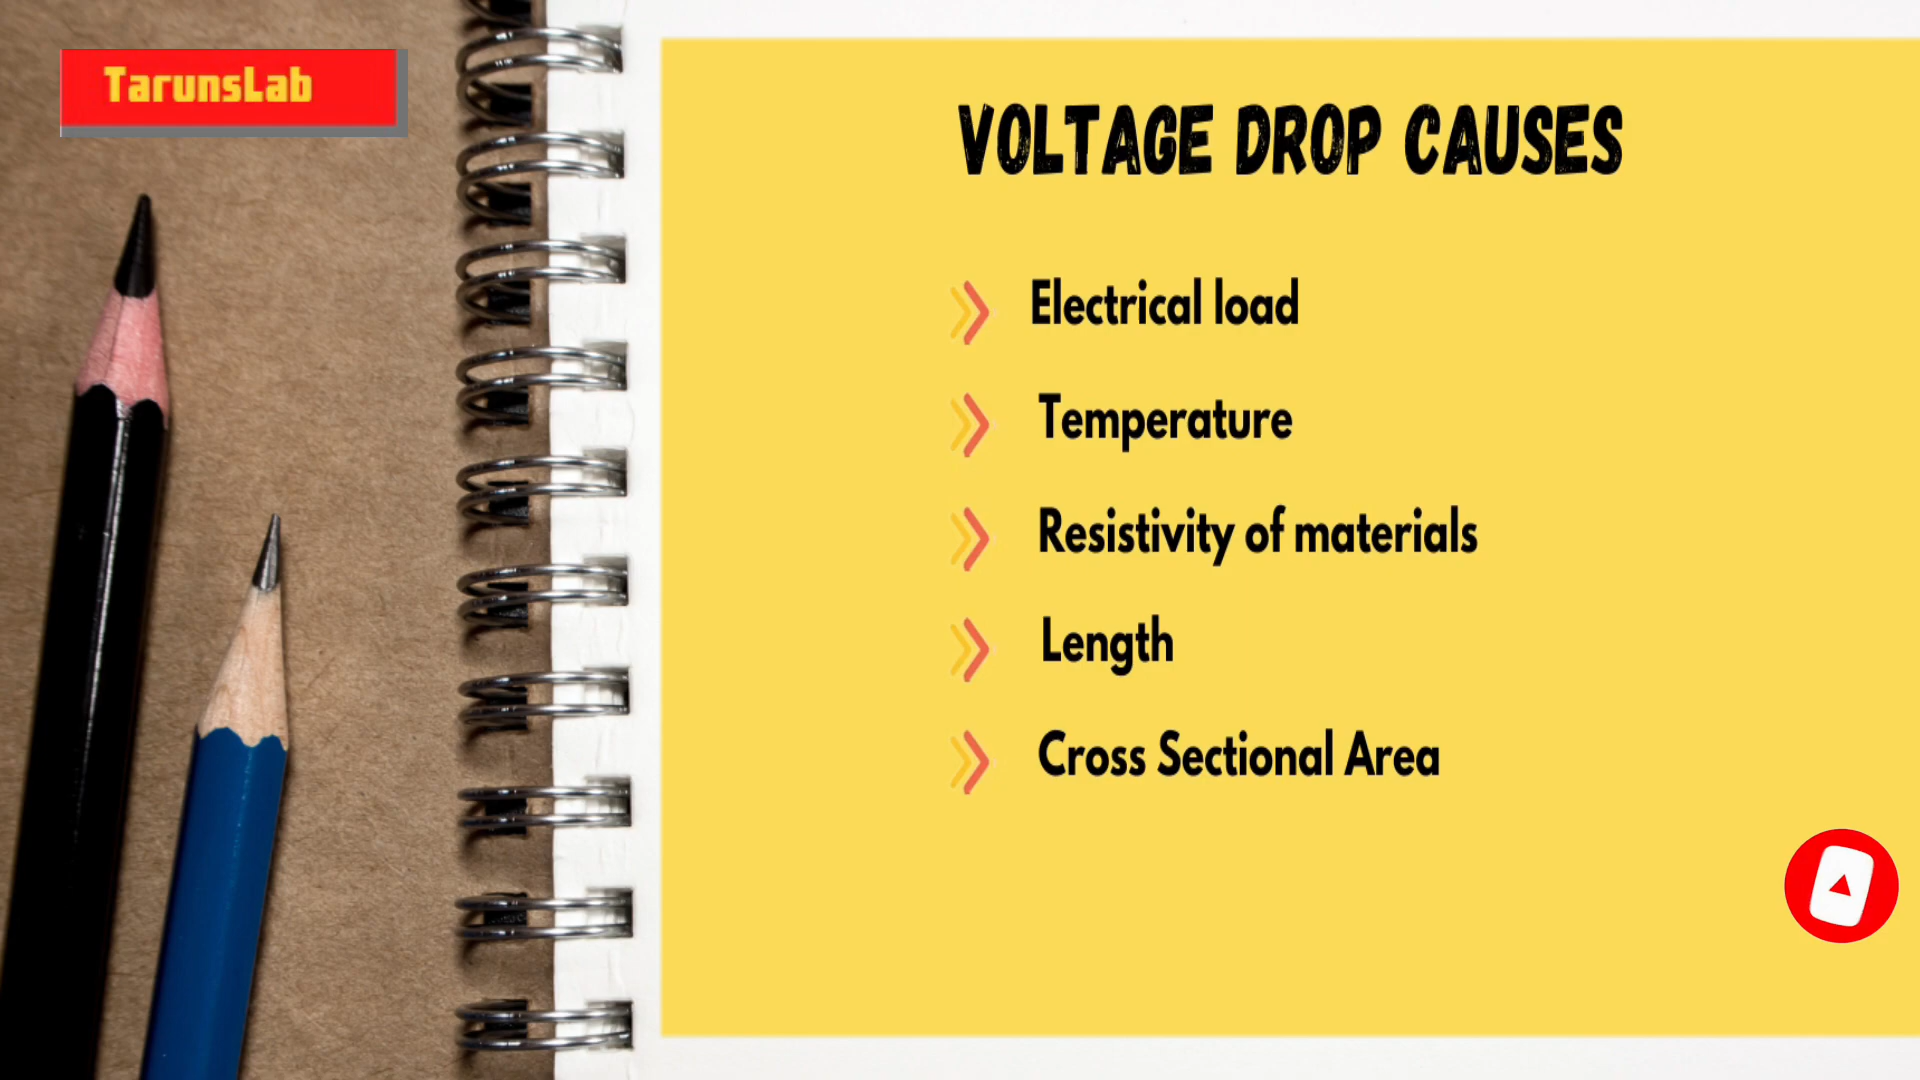 TarunsLab
VOLTAGE DROP CAUSES
Electrical load
Temperature
Resistivity of materials
Length
Cross Sectional Area